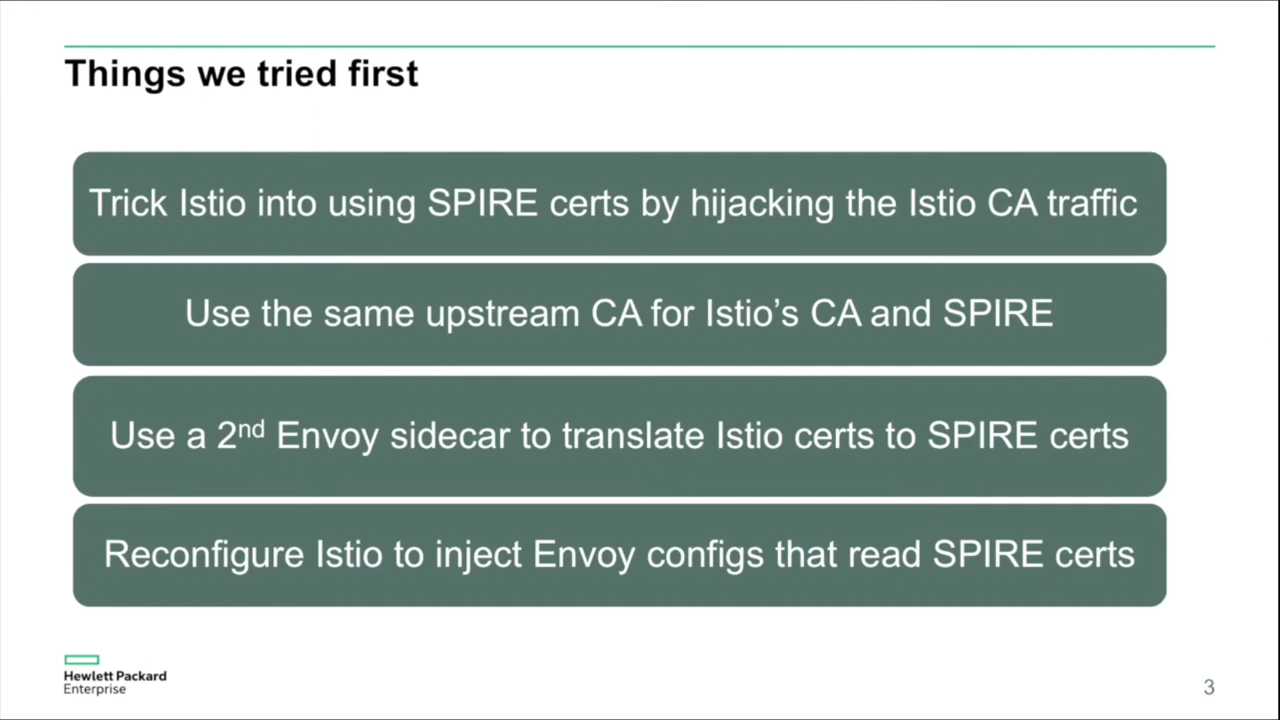 Things we tried first
Trick Istio into using SPIRE certs by hijacking the Istio CA traffic
Use the same upstream CA for Istio’s CA and SPIRE
Use a 2nd Envoy sidecar to translate Istio certs to SPIRE certs
Reconfigure Istio to inject Envoy configs that read SPIRE certs
Hewlett Packard
Enterprise
3